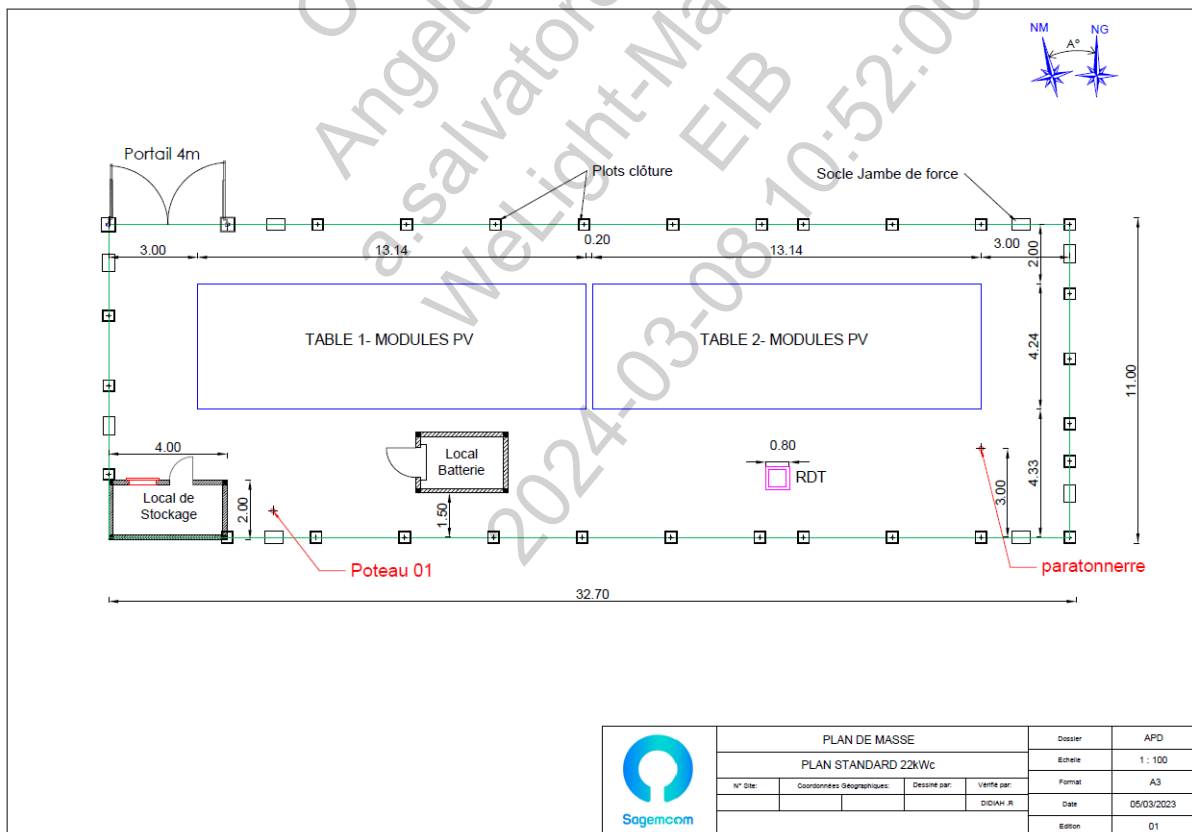 NM
NG
A°
Portail 4m
Plots clôture
Socle Jambe de force
3.00
13.14
0.20
13.14
3.00
2.00
TABLE 1- MODULES PV
TABLE 2- MODULES PV
4.24
11.00
4.00
Local
Batterie
0.80
RDT
Local de
Stockage
2.00
1.50
3.00
4.33
Poteau 01
paratonnerre
32.70
Angelo
a.salvatore
WeLight-Ma
EIB
2024-03-08 10:52:00
Sagemcom
PLAN DE MASSE
PLAN STANDARD 22kWc
N° Site:
Coordonnées Géographiques:
Dessiné par:
Vérifié par:
DIDIAH .R
Dossier
APD
Echelle
1 : 100
Format
A3
Date
05/03/2023
Edition
01